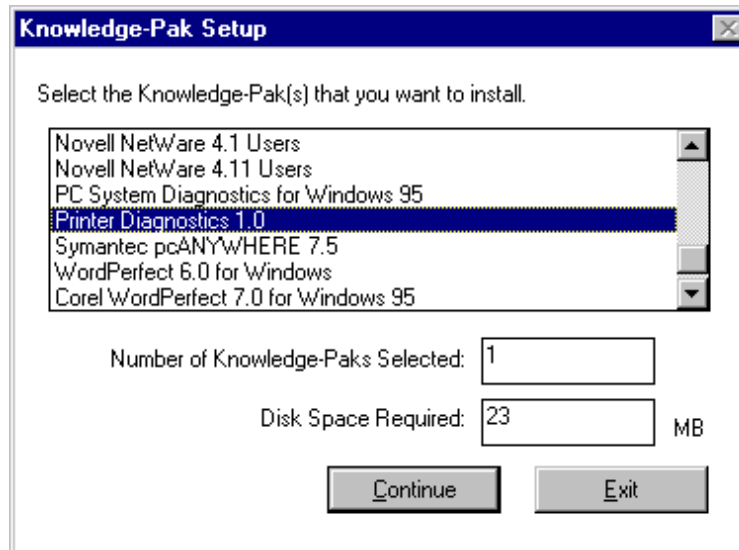 Knowledge-Pak Setup
Select the Knowledge-Pak(s) that you want to install.
Novell NetWare 4.1 Users
Novell NetWare 4.11 Users
PC System Diagnostics for Windows 95
Printer Diagnostics 1.0
Symantec pcANYWHERE 7.5
WordPerfect 6.0 for Windows
Corel WordPerfect 7.0 for Windows 95
Number of Knowledge-Paks Selected: 1
Disk Space Required: 23 MB
Continue Exit